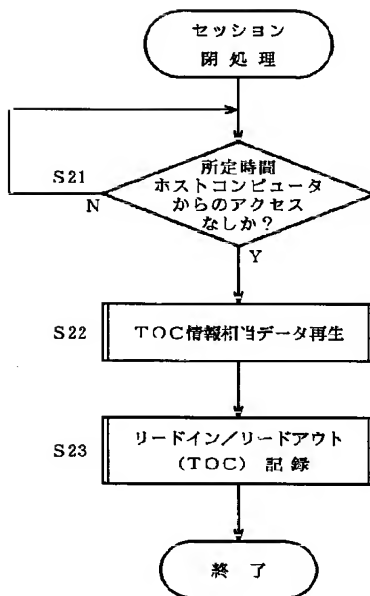 セッション
閉 処 理
S21
所定時間
ホストコンピュータ
からのアクセス
なしか？
N
Y
S22
TOC情報相当データ再生
S23
リードイン／リードアウト
（TOC） 記 録
終 了